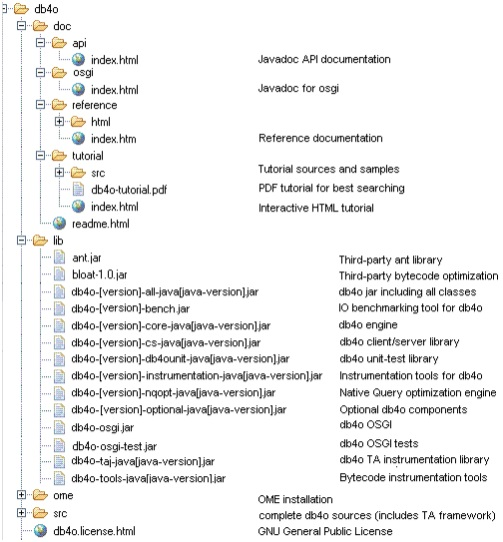 db4o
doc
api
index.html Javadoc API documentation
osgi
index.html Javadoc for osgi
reference
html
index.htm Reference documentation
tutorial
src Tutorial sources and samples
db4o-tutorial.pdf PDF tutorial for best searching
index.html Interactive HTML tutorial
readme.html
lib
ant.jar Third-party ant library
bloat-1.0.jar Third-party bytecode optimization
db4o-[version]-all-java[java-version].jar db4o jar including all classes
db4o-[version]-bench.jar IO benchmarking tool for db4o
db4o-[version]-core-java[java-version].jar db4o engine
db4o-[version]-cs-java[java-version].jar db4o client/server library
db4o-[version]-db4ounit-java[java-version].jar db4o unit-test library
db4o-[version]-instrumentation-java[java-version].jar Instrumentation tools for db4o
db4o-[version]-nqopt-java[java-version].jar Native Query optimization engine
db4o-[version]-optional-java[java-version].jar Optional db4o components
db4o-osgi.jar db4o OSGI
db4o-osgi-test.jar db4o OSGI tests
db4o-taj-java[java-version].jar db4o TA instrumentation library
db4o-tools-java[java-version].jar Bytecode instrumentation tools
ome OME installation
src complete db4o sources (includes TA framework)
db4o.license.html GNU General Public License